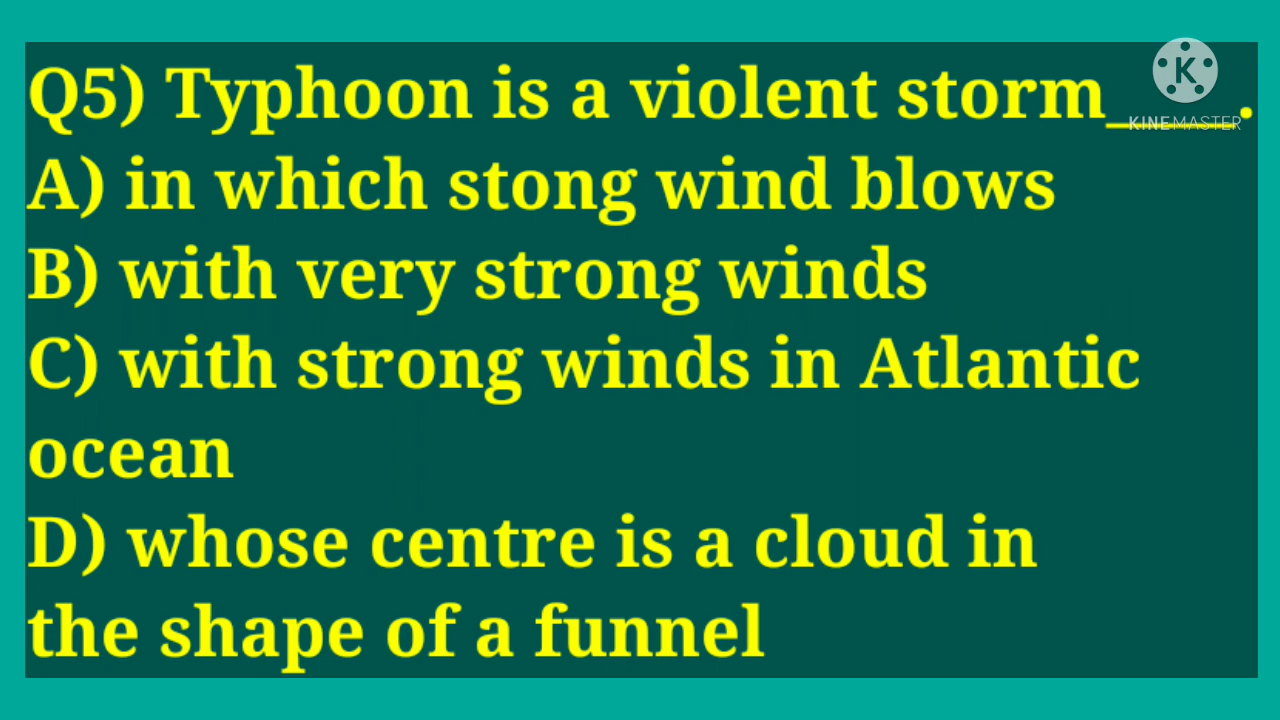 Q5) Typhoon is a violent storm____.
K
KINEMASTER
A) in which stong wind blows
B) with very strong winds
C) with strong winds in Atlantic
ocean
D) whose centre is a cloud in
the shape of a funnel